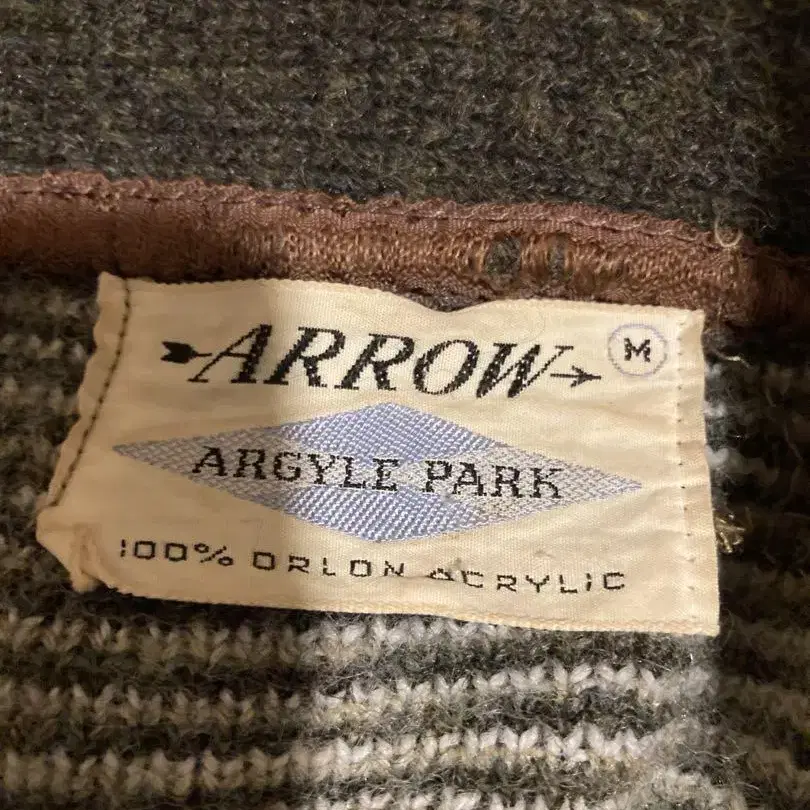 ARROW
M
ARGYLE PARK
100% ORLON ACRYLIC